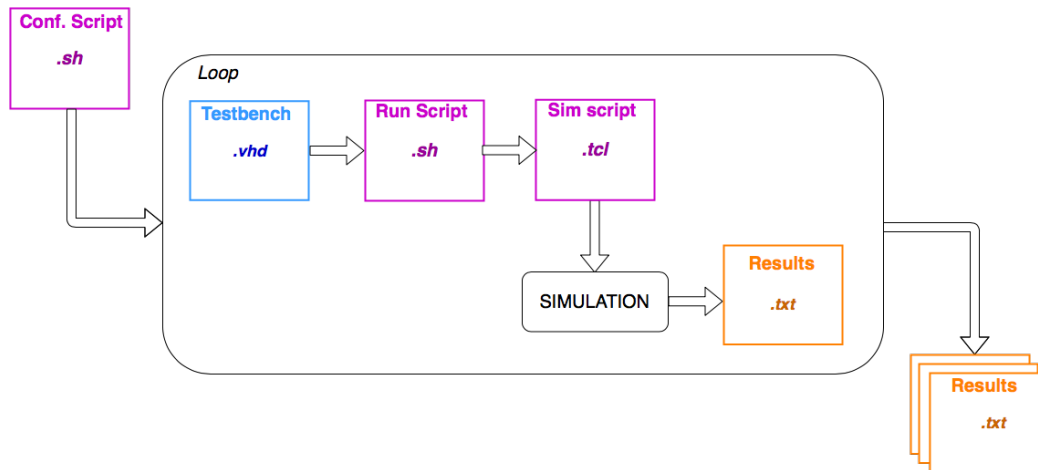 Conf. Script
.sh
Loop
Testbench
.vhd
Run Script
.sh
Sim script
.tcl
SIMULATION
Results
.txt
Results
.txt